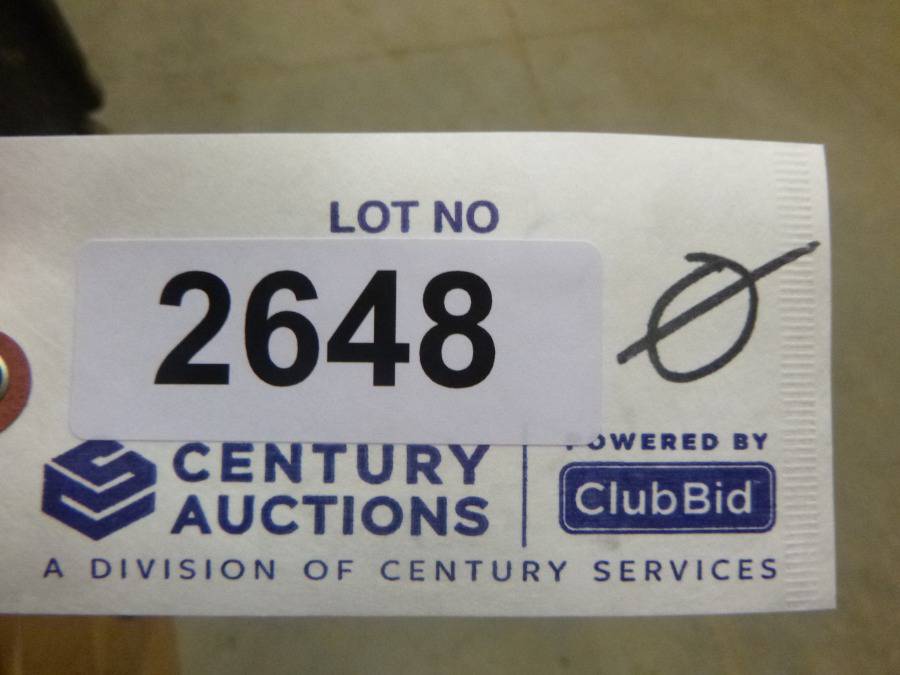 LOT NO
2648 Ø
CENTURY
AUCTIONS
POWERED BY
ClubBid
A DIVISION OF CENTURY SERVICES